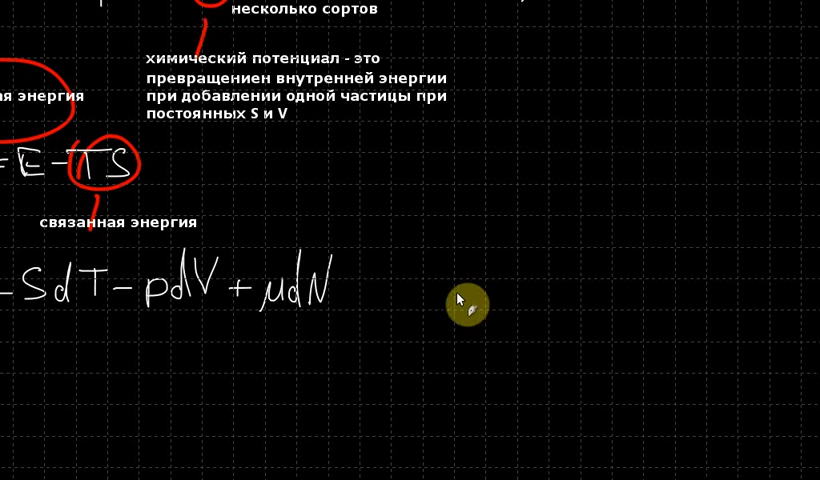 несколько сортов
химический потенциал - это
превращениен внутренней энергии
при добавлении одной частицы при
постоянных S и V
ая энергия
= E - TS
связанная энергия
- SdT - pdV + μdN